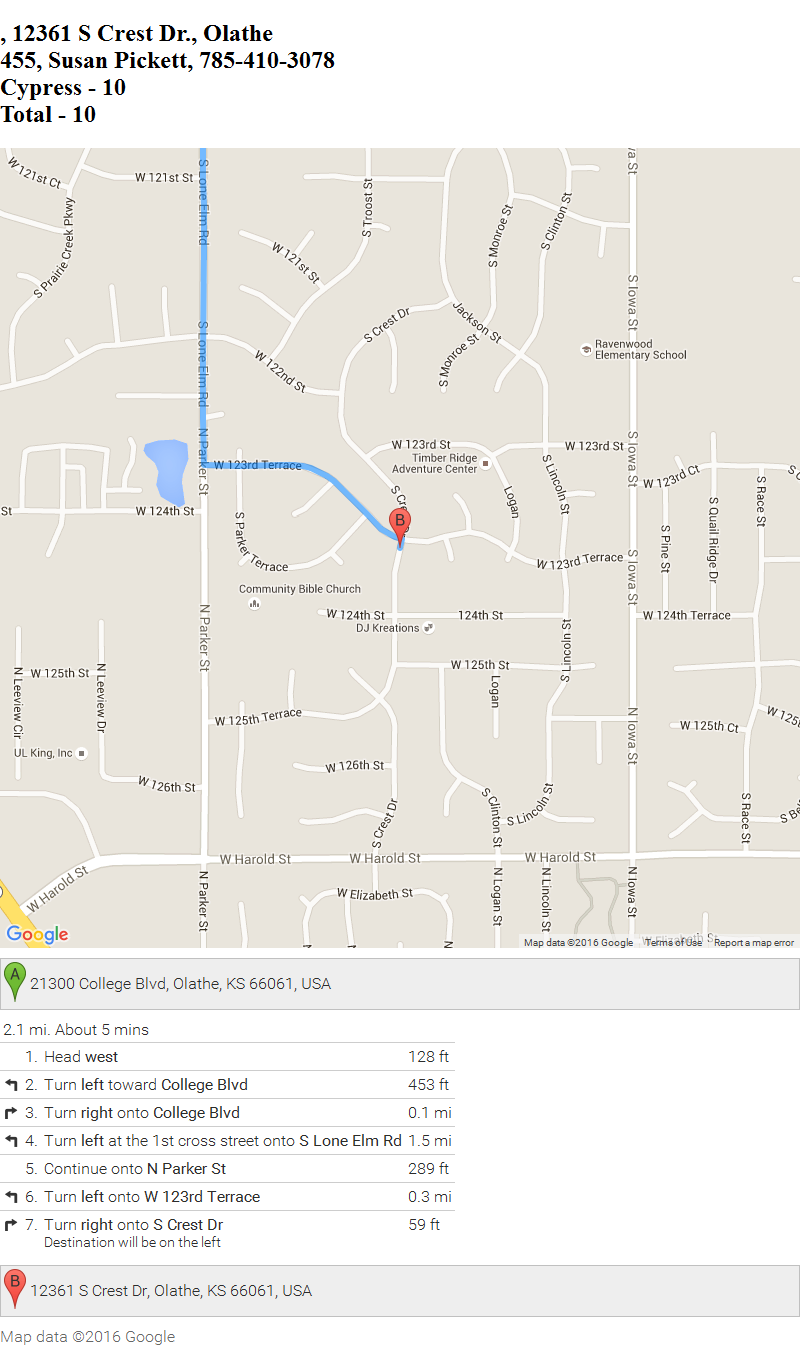 , 12361 S Crest Dr., Olathe
455, Susan Pickett, 785-410-3078
Cypress - 10
Total - 10
W 121st Ct
W 121st St
S Lone Elm Rd
S Troost St
S Monroe St
S Clinton St
S Prairie Creek Pkwy
W 121st St
S Iowa St
S Crest Dr
Jackson St
S Monroe St
Ravenwood
Elementary School
S Lone Elm Rd
W 122nd St
N Parker St
W 123rd Terrace
W 123rd St
W 123rd St
Timber Ridge
Adventure Center
S Iowa St
W 123rd Ct
S Lincoln St
Logan
S Race St
S Quail Ridge Dr
St
W 124th St
S Parker Terrace
B
S Pine St
W 123rd Terrace
S Iowa St
Community Bible Church
W 124th St
124th St
W 124th Terrace
DJ Kreations
N Parker St
S Lincoln St
W 125th St
W 125th St
N Leeview Cir
N Leeview Dr
Logan
W 125th Terrace
W 125th Ct
W 125
N Iowa St
UL King, Inc
W 126th St
W 126th St
S Crest Dr
S Clinton St
S Lincoln St
S Race St
S Be
W Harold St
W Harold St
W Harold St
W Harold St
N Parker St
W Elizabeth St
N Logan St
N Lincoln St
N Iowa St
N
N
W Elizabeth St
Google
Map data ©2016 Google Terms of Use Report a map error
A
21300 College Blvd, Olathe, KS 66061, USA
2.1 mi. About 5 mins
1. Head west 128 ft
2. Turn left toward College Blvd 453 ft
3. Turn right onto College Blvd 0.1 mi
4. Turn left at the 1st cross street onto S Lone Elm Rd 1.5 mi
5. Continue onto N Parker St 289 ft
6. Turn left onto W 123rd Terrace 0.3 mi
7. Turn right onto S Crest Dr 59 ft
Destination will be on the left
B
12361 S Crest Dr, Olathe, KS 66061, USA
Map data ©2016 Google